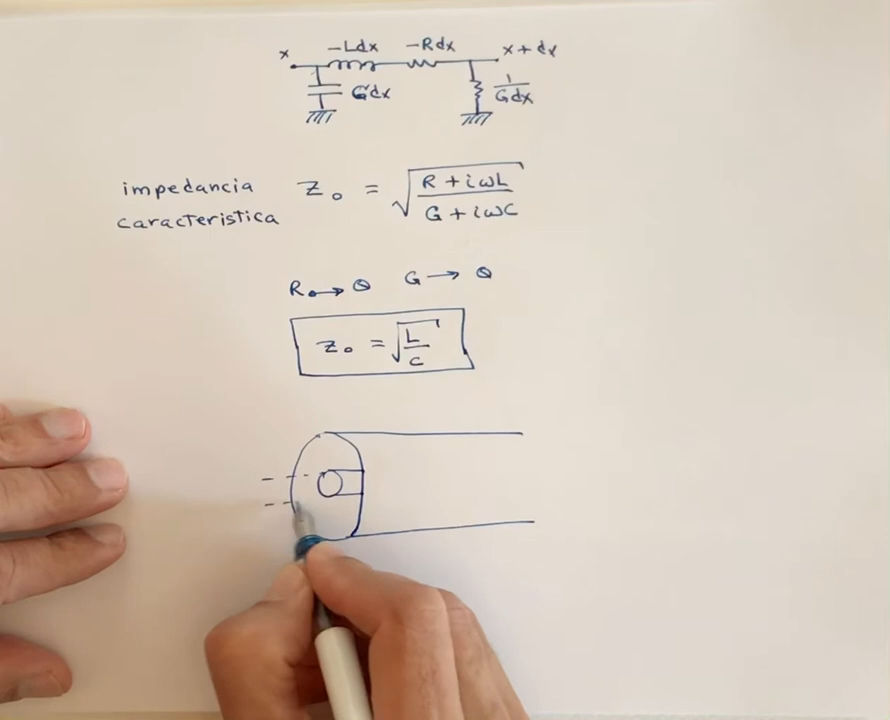 x -Ldx -Rdx x+dx
Cdx 1/Gdx
impedancia
caracteristica
Z₀ = √((R+iωL)/(G+iωC))
R → 0 G → 0
Z₀ = √(L/C)